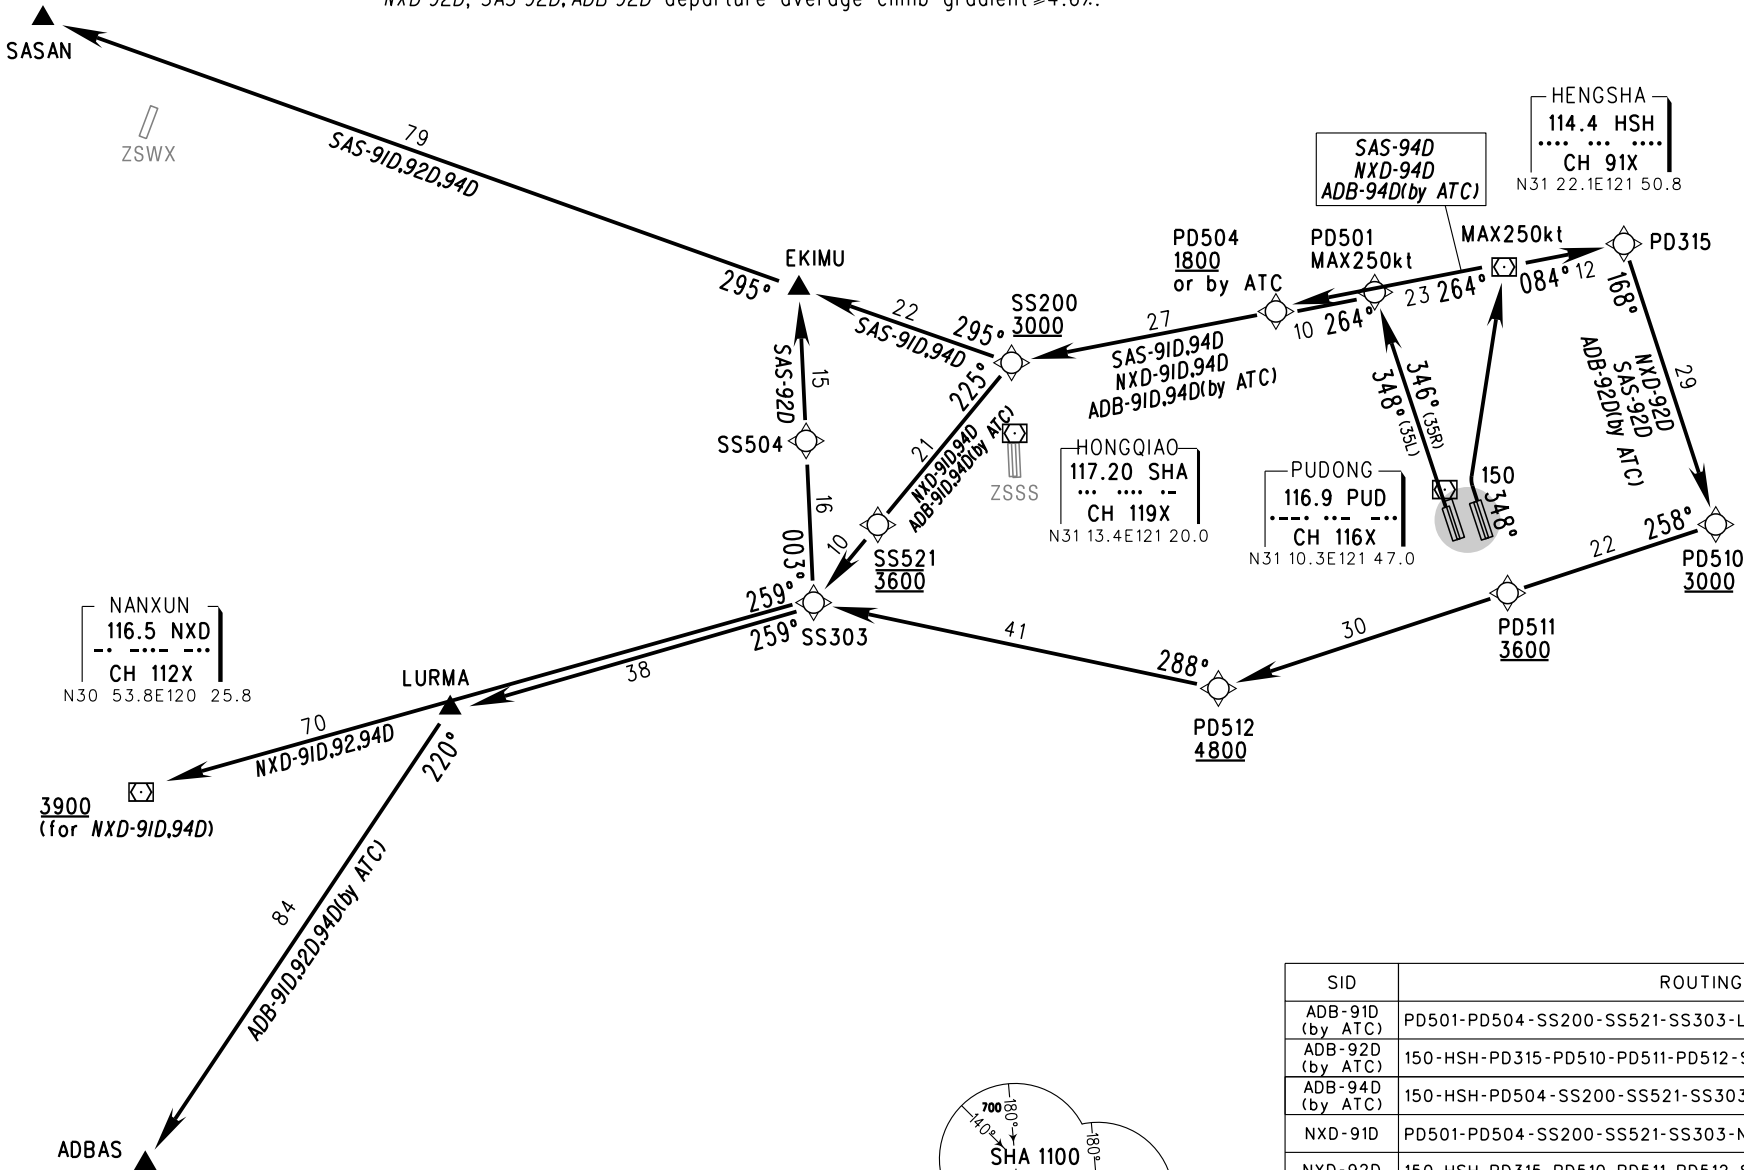 NXD-92D, SAS-92D, ADB-92D departure average climb gradient≥4.6%.
SASAN
ZSWX
79
SAS-91D,92D,94D
HENGSHA
114.4 HSH
CH 91X
N31 22.1E121 50.8
SAS-94D
NXD-94D
ADB-94D(by ATC)
EKIMU
295°
22
SAS-91D,94D
295°
SS200
3000
PD504
1800
or by ATC
PD501
MAX250kt
MAX250kt
PD315
27
SAS-91D,94D
NXD-91D,94D
ADB-91D,94D(by ATC)
10
264°
23
264°
084°
12
168°
29
NXD-92D
SAS-92D
ADB-92D(by
ATC)
15
SAS-92D
SS504
16
003°
225°
21
NXD-91D,94D
ADB-91D,94D(by ATC)
10
SS521
3600
ZSSS
HONGQIAO
117.20 SHA
CH 119X
N31 13.4E121 20.0
346° (35R)
348° (35L)
PUDONG
116.9 PUD
CH 116X
N31 10.3E121 47.0
150
348°
258°
22
PD510
3000
PD511
3600
30
PD512
4800
288°
41
259°
259°
SS303
38
NANXUN
116.5 NXD
CH 112X
N30 53.8E120 25.8
LURMA
70
NXD-91D,92,94D
220°
3900
(for NXD-91D,94D)
84
ADB-91D,92D,94D(by ATC)
ADBAS
700
140°
180°
180°
SHA 1100
SID ROUTING
ADB-91D
(by ATC) PD501-PD504-SS200-SS521-SS303-L
ADB-92D
(by ATC) 150-HSH-PD315-PD510-PD511-PD512-S
ADB-94D
(by ATC) 150-HSH-PD504-SS200-SS521-SS303
NXD-91D PD501-PD504-SS200-SS521-SS303-N
NXD-92D 150-HSH-PD315-PD510-PD511-PD512-S